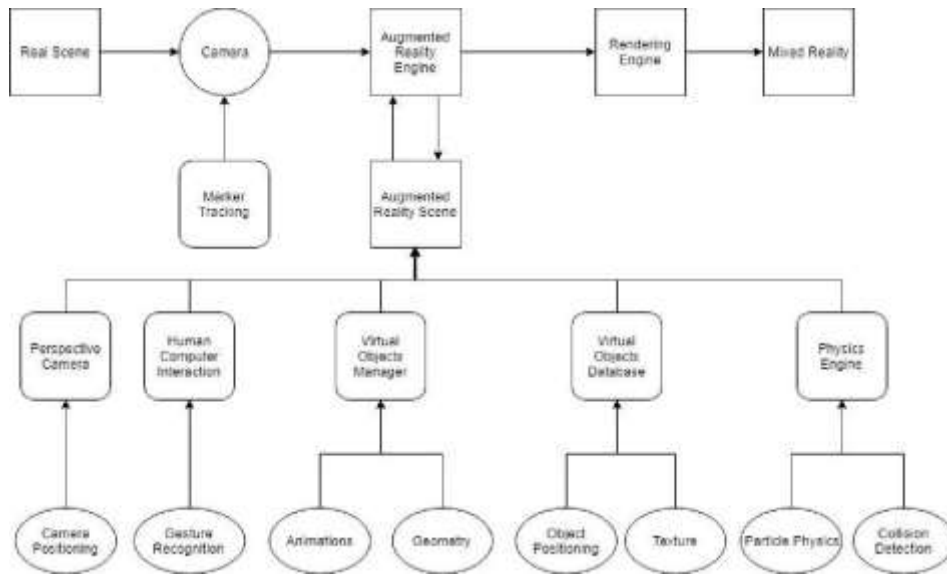 Real Scene
Camera
Augmented
Reality
Engine
Rendering
Engine
Mixed Reality
Marker
Tracking
Augmented
Reality Scene
Perspective
Camera
Human
Computer
Interaction
Virtual
Objects
Manager
Virtual
Objects
Database
Physics
Engine
Camera
Positioning
Gesture
Recognition
Animations
Geometry
Object
Positioning
Texture
Particle Physics
Collision
Detection